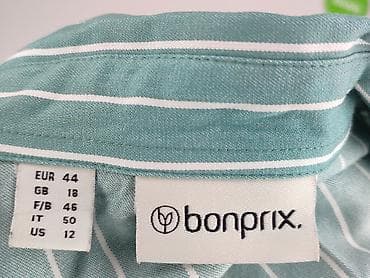 EUR 44
GB 18
F/B 46
IT 50
US 12
bonprix.